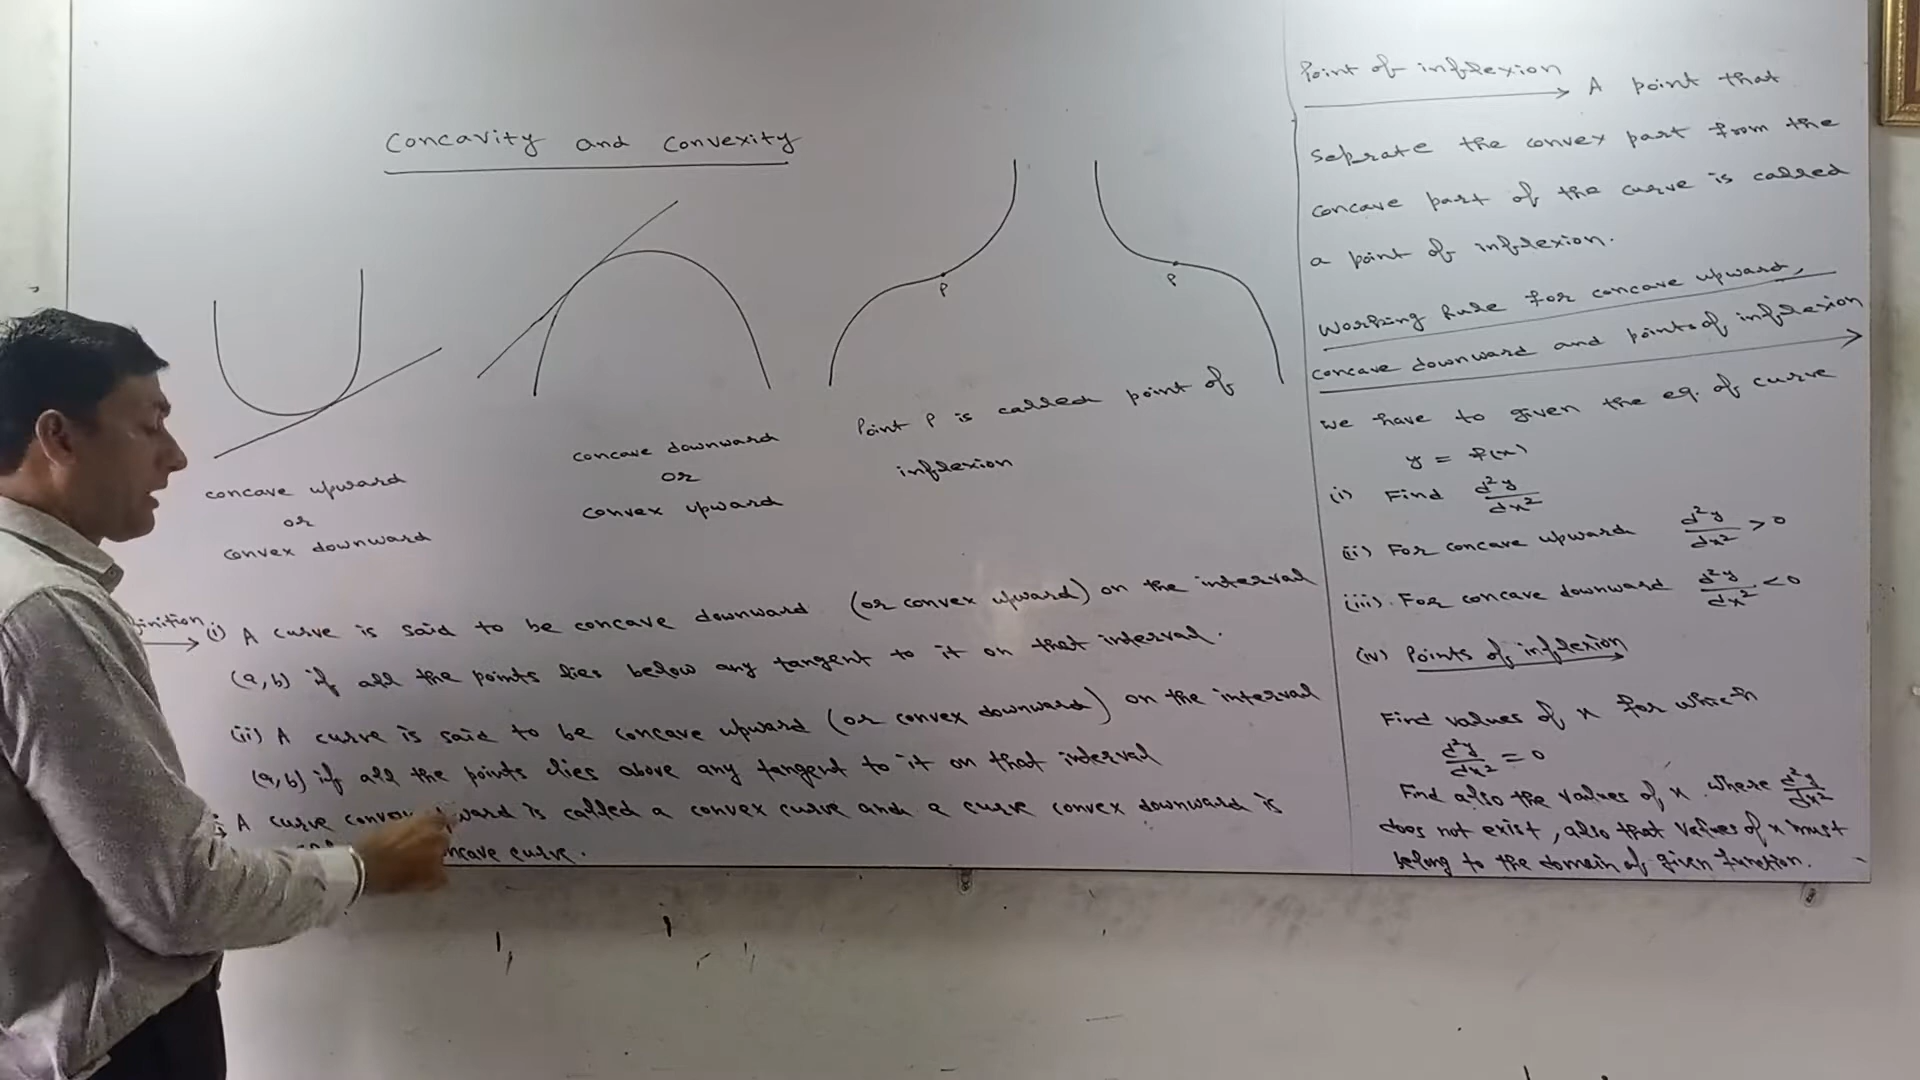 Concavity and Convexity
concave upward
or
convex downward
concave downward
or
convex upward
P
P
Point P is called point of
inflexion
inition (i) A curve is said to be concave downward (or convex upward) on the interval
(a,b) if all the points lies below any tangent to it on that interval.
(ii) A curve is said to be concave upward (or convex downward) on the interval
(a,b) if all the points lies above any tangent to it on that interval
A curve convex ward is called a convex curve and a curve convex downward is
ncave curve.
Point of inflexion → A point that
Seprate the convex part from the
concave part of the curve is called
a point of inflexion.
Working Rule for concave upward,
concave downward and points of inflexion
We have to given the eq. of curve
y = f(x)
(i) Find d²y/dx²
(ii) For concave upward d²y/dx² > 0
(iii). For concave downward d²y/dx² < 0
(iv) Points of inflexion
Find values of x for which
d²y/dx² = 0
Find also the values of x where d²y/dx²
does not exist, also that values of x must
belong to the domain of given function.